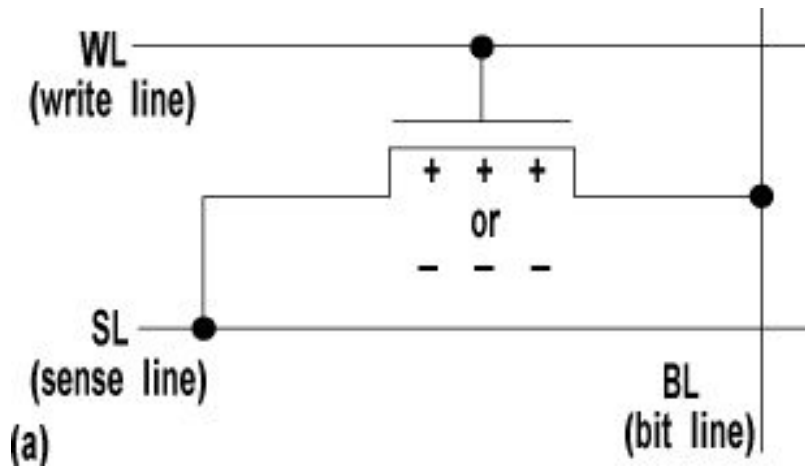 WL
(write line)
+ + +
or
− − −
SL
(sense line)
BL
(bit line)
(a)